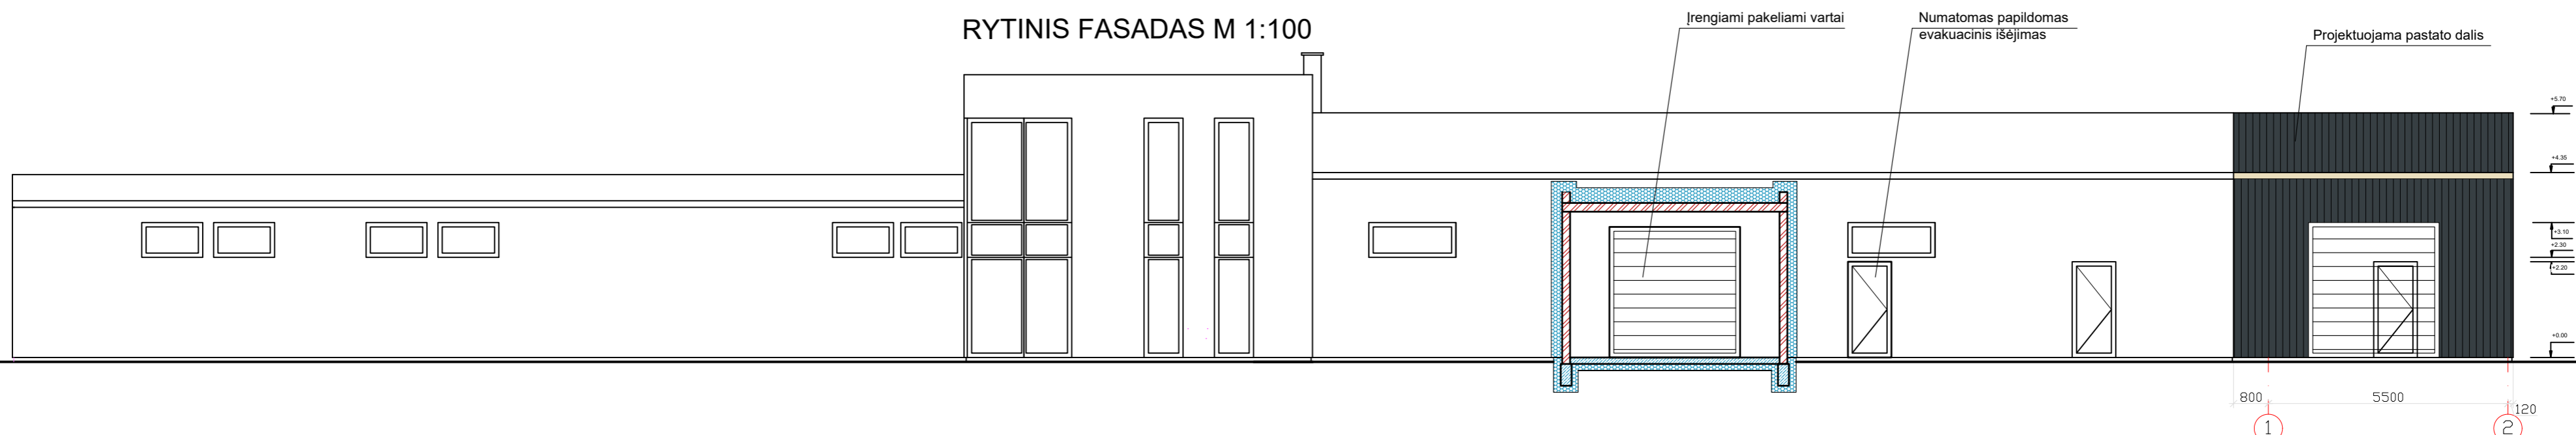 RYTINIS FASADAS M 1:100
Įrengiami pakeliami vartai
Numatomas papildomas
evakuacinis išėjimas
Projektuojama pastato dalis
+5.70
+4.35
+3.10
+2.30
+2.20
+0.00
800
5500
120
1
2